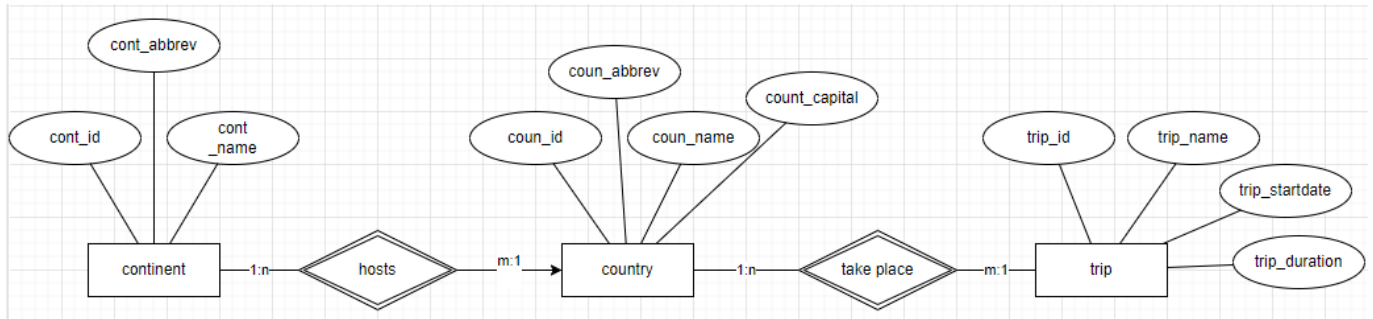 cont_abbrev
cont_id
cont
_name
coun_abbrev
count_capital
coun_id
coun_name
trip_id
trip_name
trip_startdate
trip_duration
continent
1:n
hosts
m:1
country
1:n
take place
m:1
trip